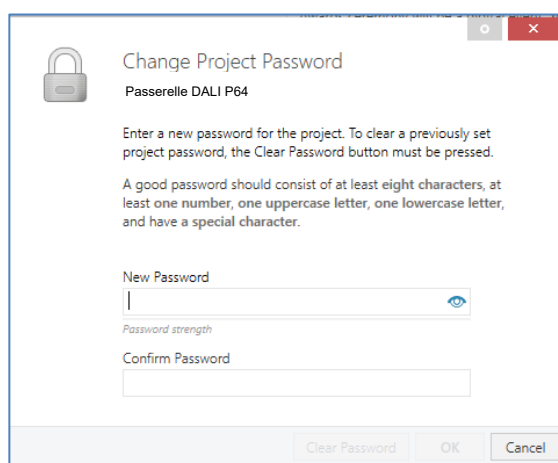 Change Project Password
Passerelle DALI P64
Enter a new password for the project. To clear a previously set
project password, the Clear Password button must be pressed.
A good password should consist of at least eight characters, at
least one number, one uppercase letter, one lowercase letter,
and have a special character.
New Password
Password strength
Confirm Password
Clear Password OK Cancel